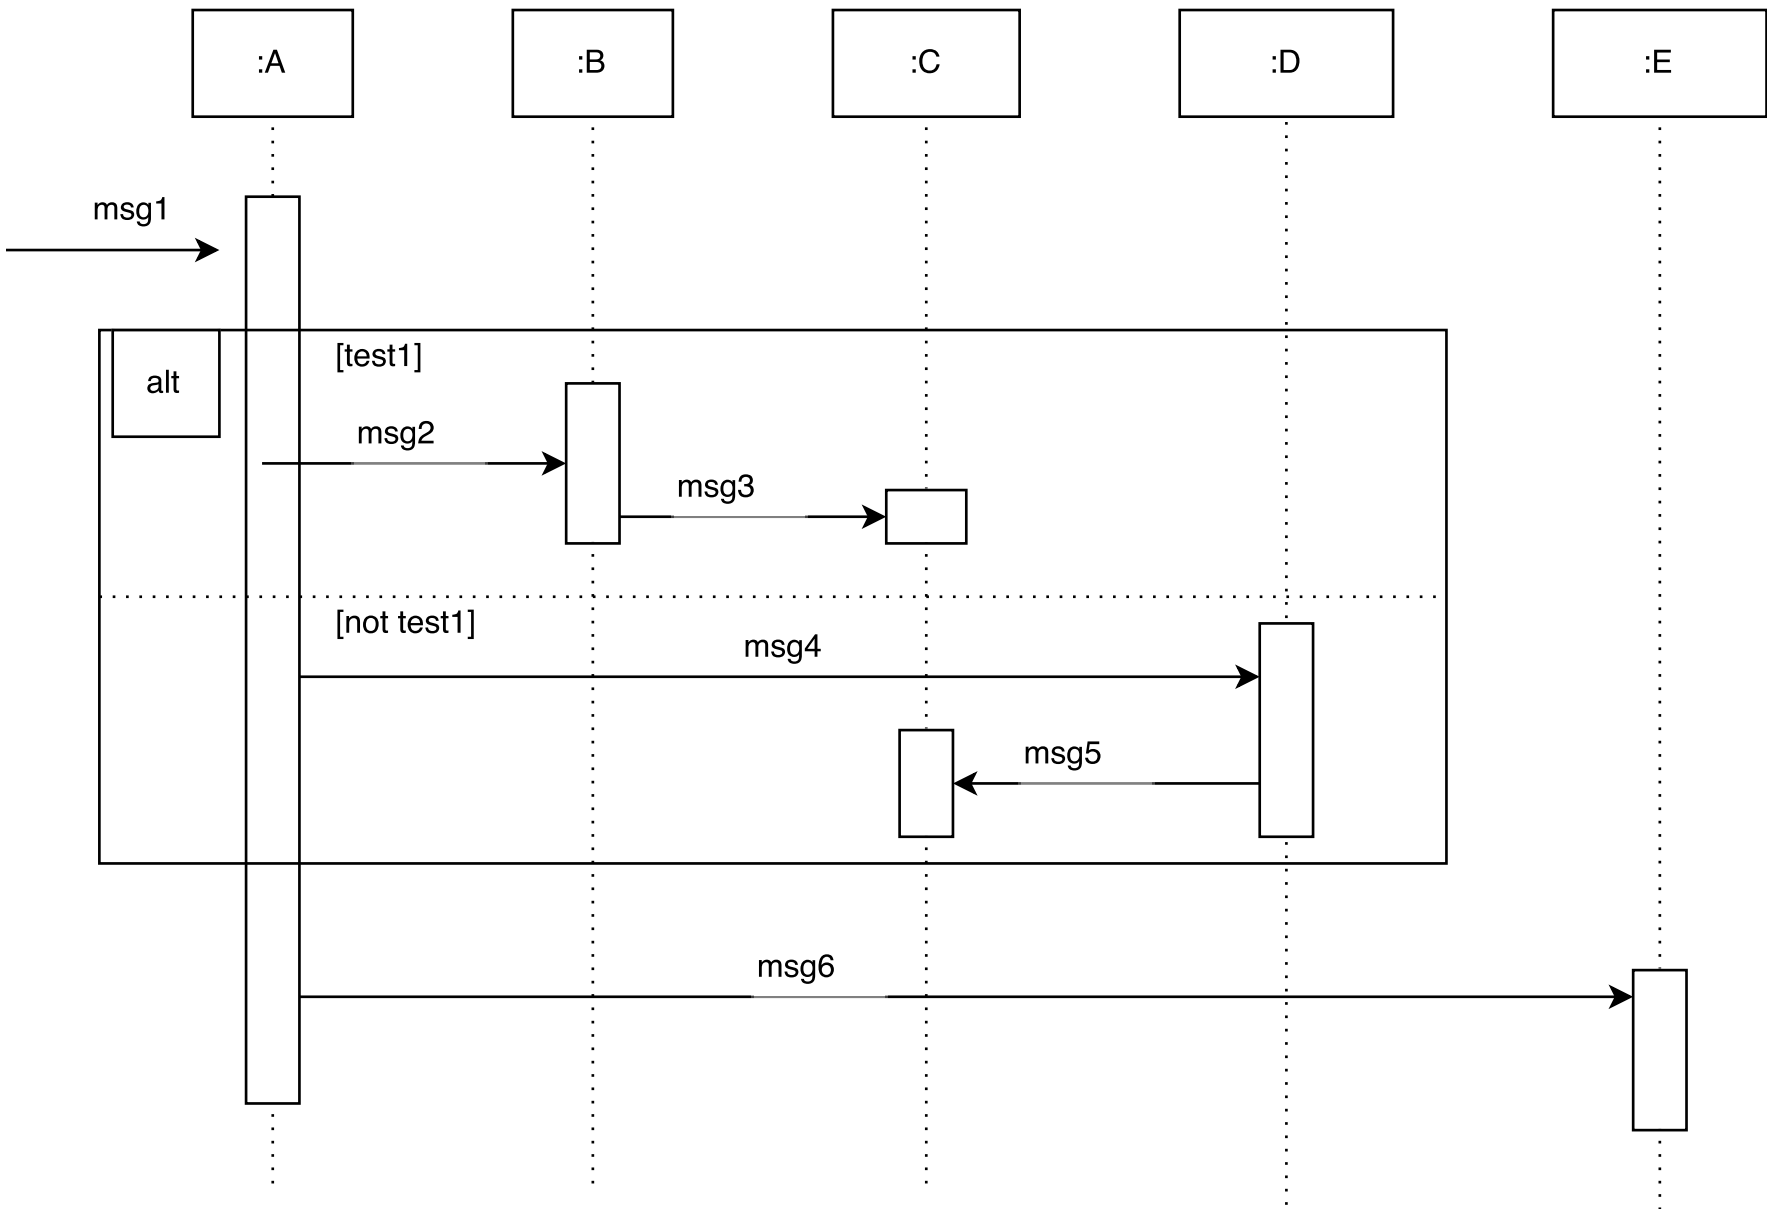 :A
:B
:C
:D
:E
msg1
[test1]
alt
msg2
msg3
[not test1]
msg4
msg5
msg6